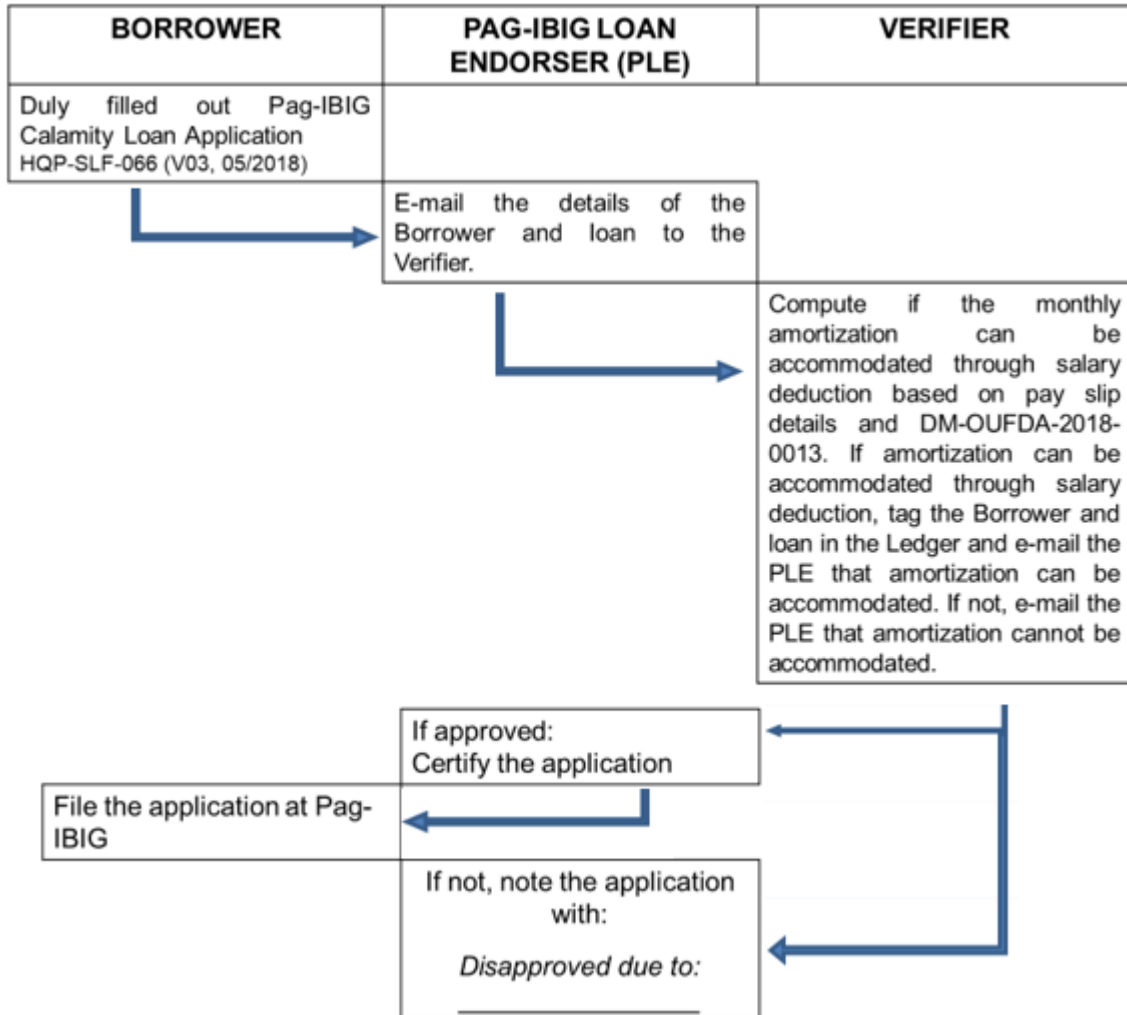 BORROWER
PAG-IBIG LOAN
ENDORSER (PLE)
VERIFIER
Duly filled out Pag-IBIG
Calamity Loan Application
HQP-SLF-066 (V03, 05/2018)
E-mail the details of the
Borrower and loan to the
Verifier.
Compute if the monthly
amortization can be
accommodated through salary
deduction based on pay slip
details and DM-OUFDA-2018-
0013. If amortization can be
accommodated through salary
deduction, tag the Borrower and
loan in the Ledger and e-mail the
PLE that amortization can be
accommodated. If not, e-mail the
PLE that amortization cannot be
accommodated.
If approved:
Certify the application
File the application at Pag-
IBIG
If not, note the application
with:
Disapproved due to: